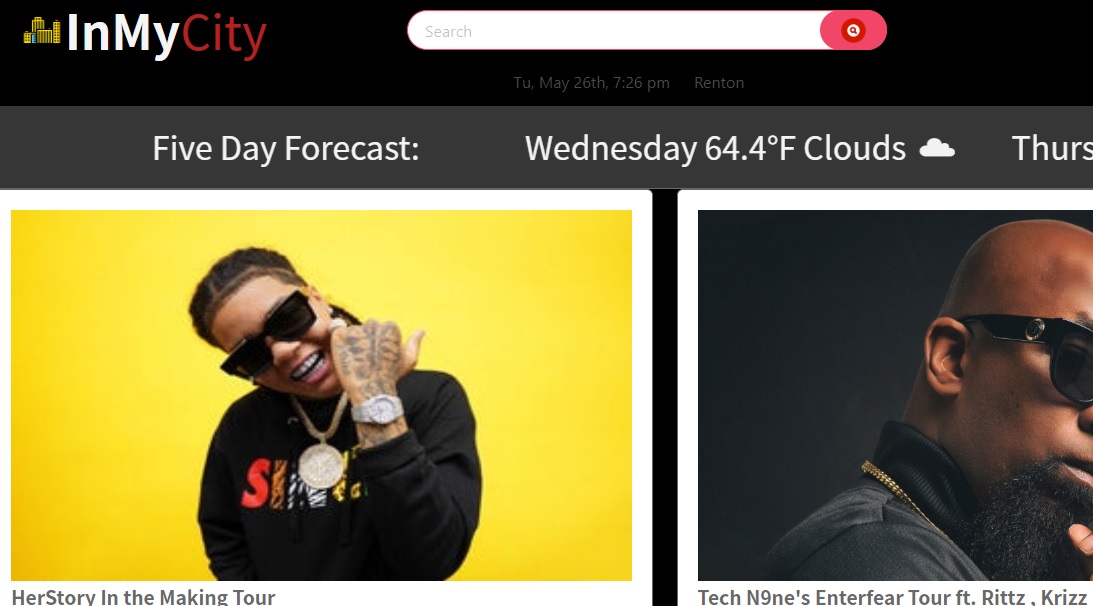 InMyCity
Search
Tu, May 26th, 7:26 pm Renton
Five Day Forecast: Wednesday 64.4°F Clouds Thurs
HerStory In the Making Tour
Tech N9ne's Enterfear Tour ft. Rittz , Krizz